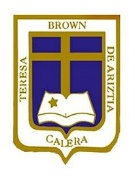 TERESA
BROWN
DE ARIZTIA
CALERA